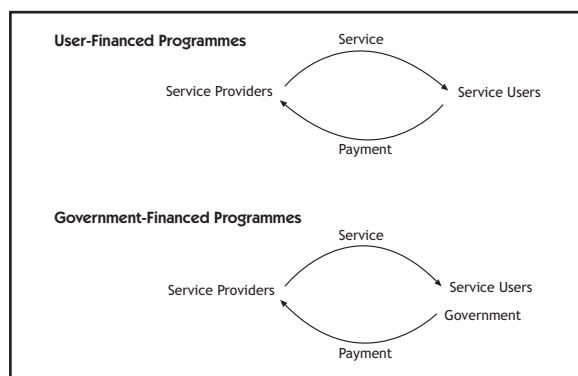 User-Financed Programmes
Service
Service Providers
Service Users
Payment
Government-Financed Programmes
Service
Service Providers
Service Users
Government
Payment